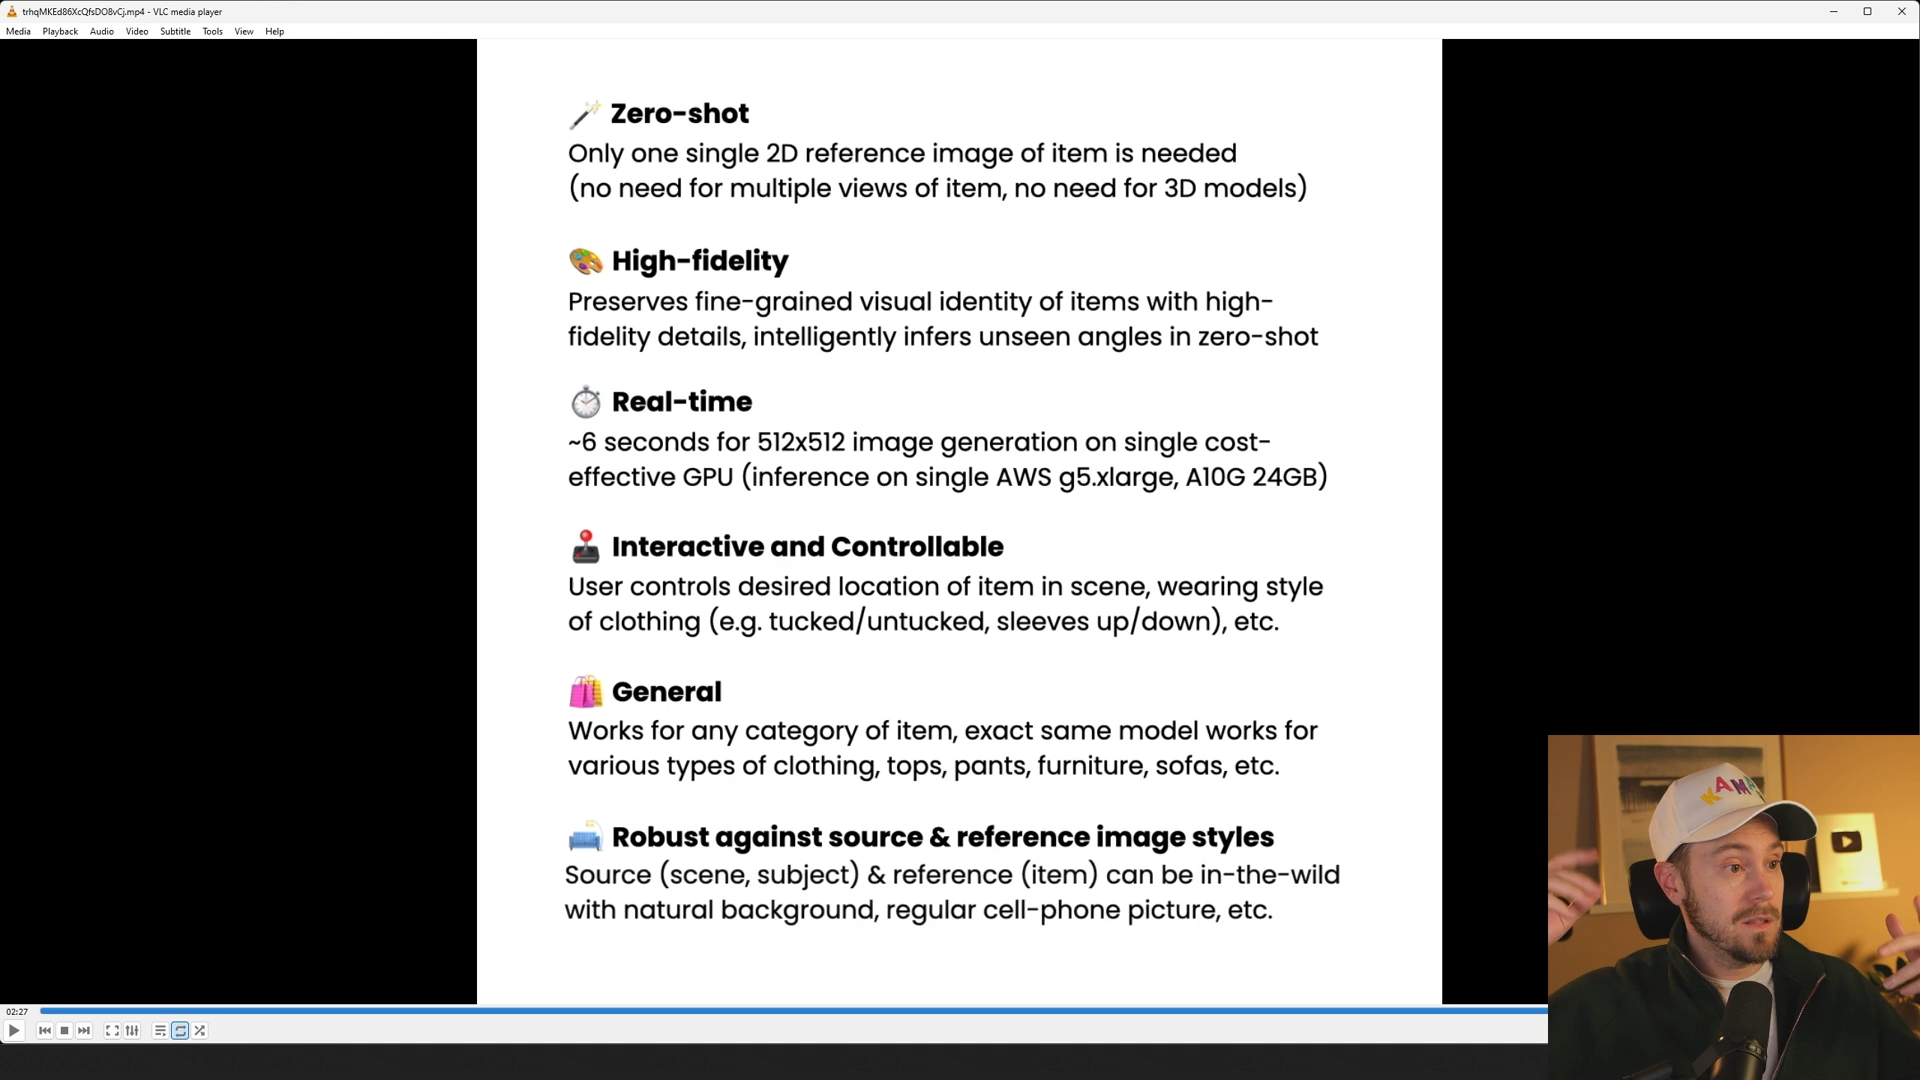 trhqMKEd86XcQfsDO8vCj.mp4 - VLC media player
Media Playback Audio Video Subtitle Tools View Help
Zero-shot
Only one single 2D reference image of item is needed
(no need for multiple views of item, no need for 3D models)
High-fidelity
Preserves fine-grained visual identity of items with high-
fidelity details, intelligently infers unseen angles in zero-shot
Real-time
~6 seconds for 512x512 image generation on single cost-
effective GPU (inference on single AWS g5.xlarge, A10G 24GB)
Interactive and Controllable
User controls desired location of item in scene, wearing style
of clothing (e.g. tucked/untucked, sleeves up/down), etc.
General
Works for any category of item, exact same model works for
various types of clothing, tops, pants, furniture, sofas, etc.
Robust against source & reference image styles
Source (scene, subject) & reference (item) can be in-the-wild
with natural background, regular cell-phone picture, etc.
02:27